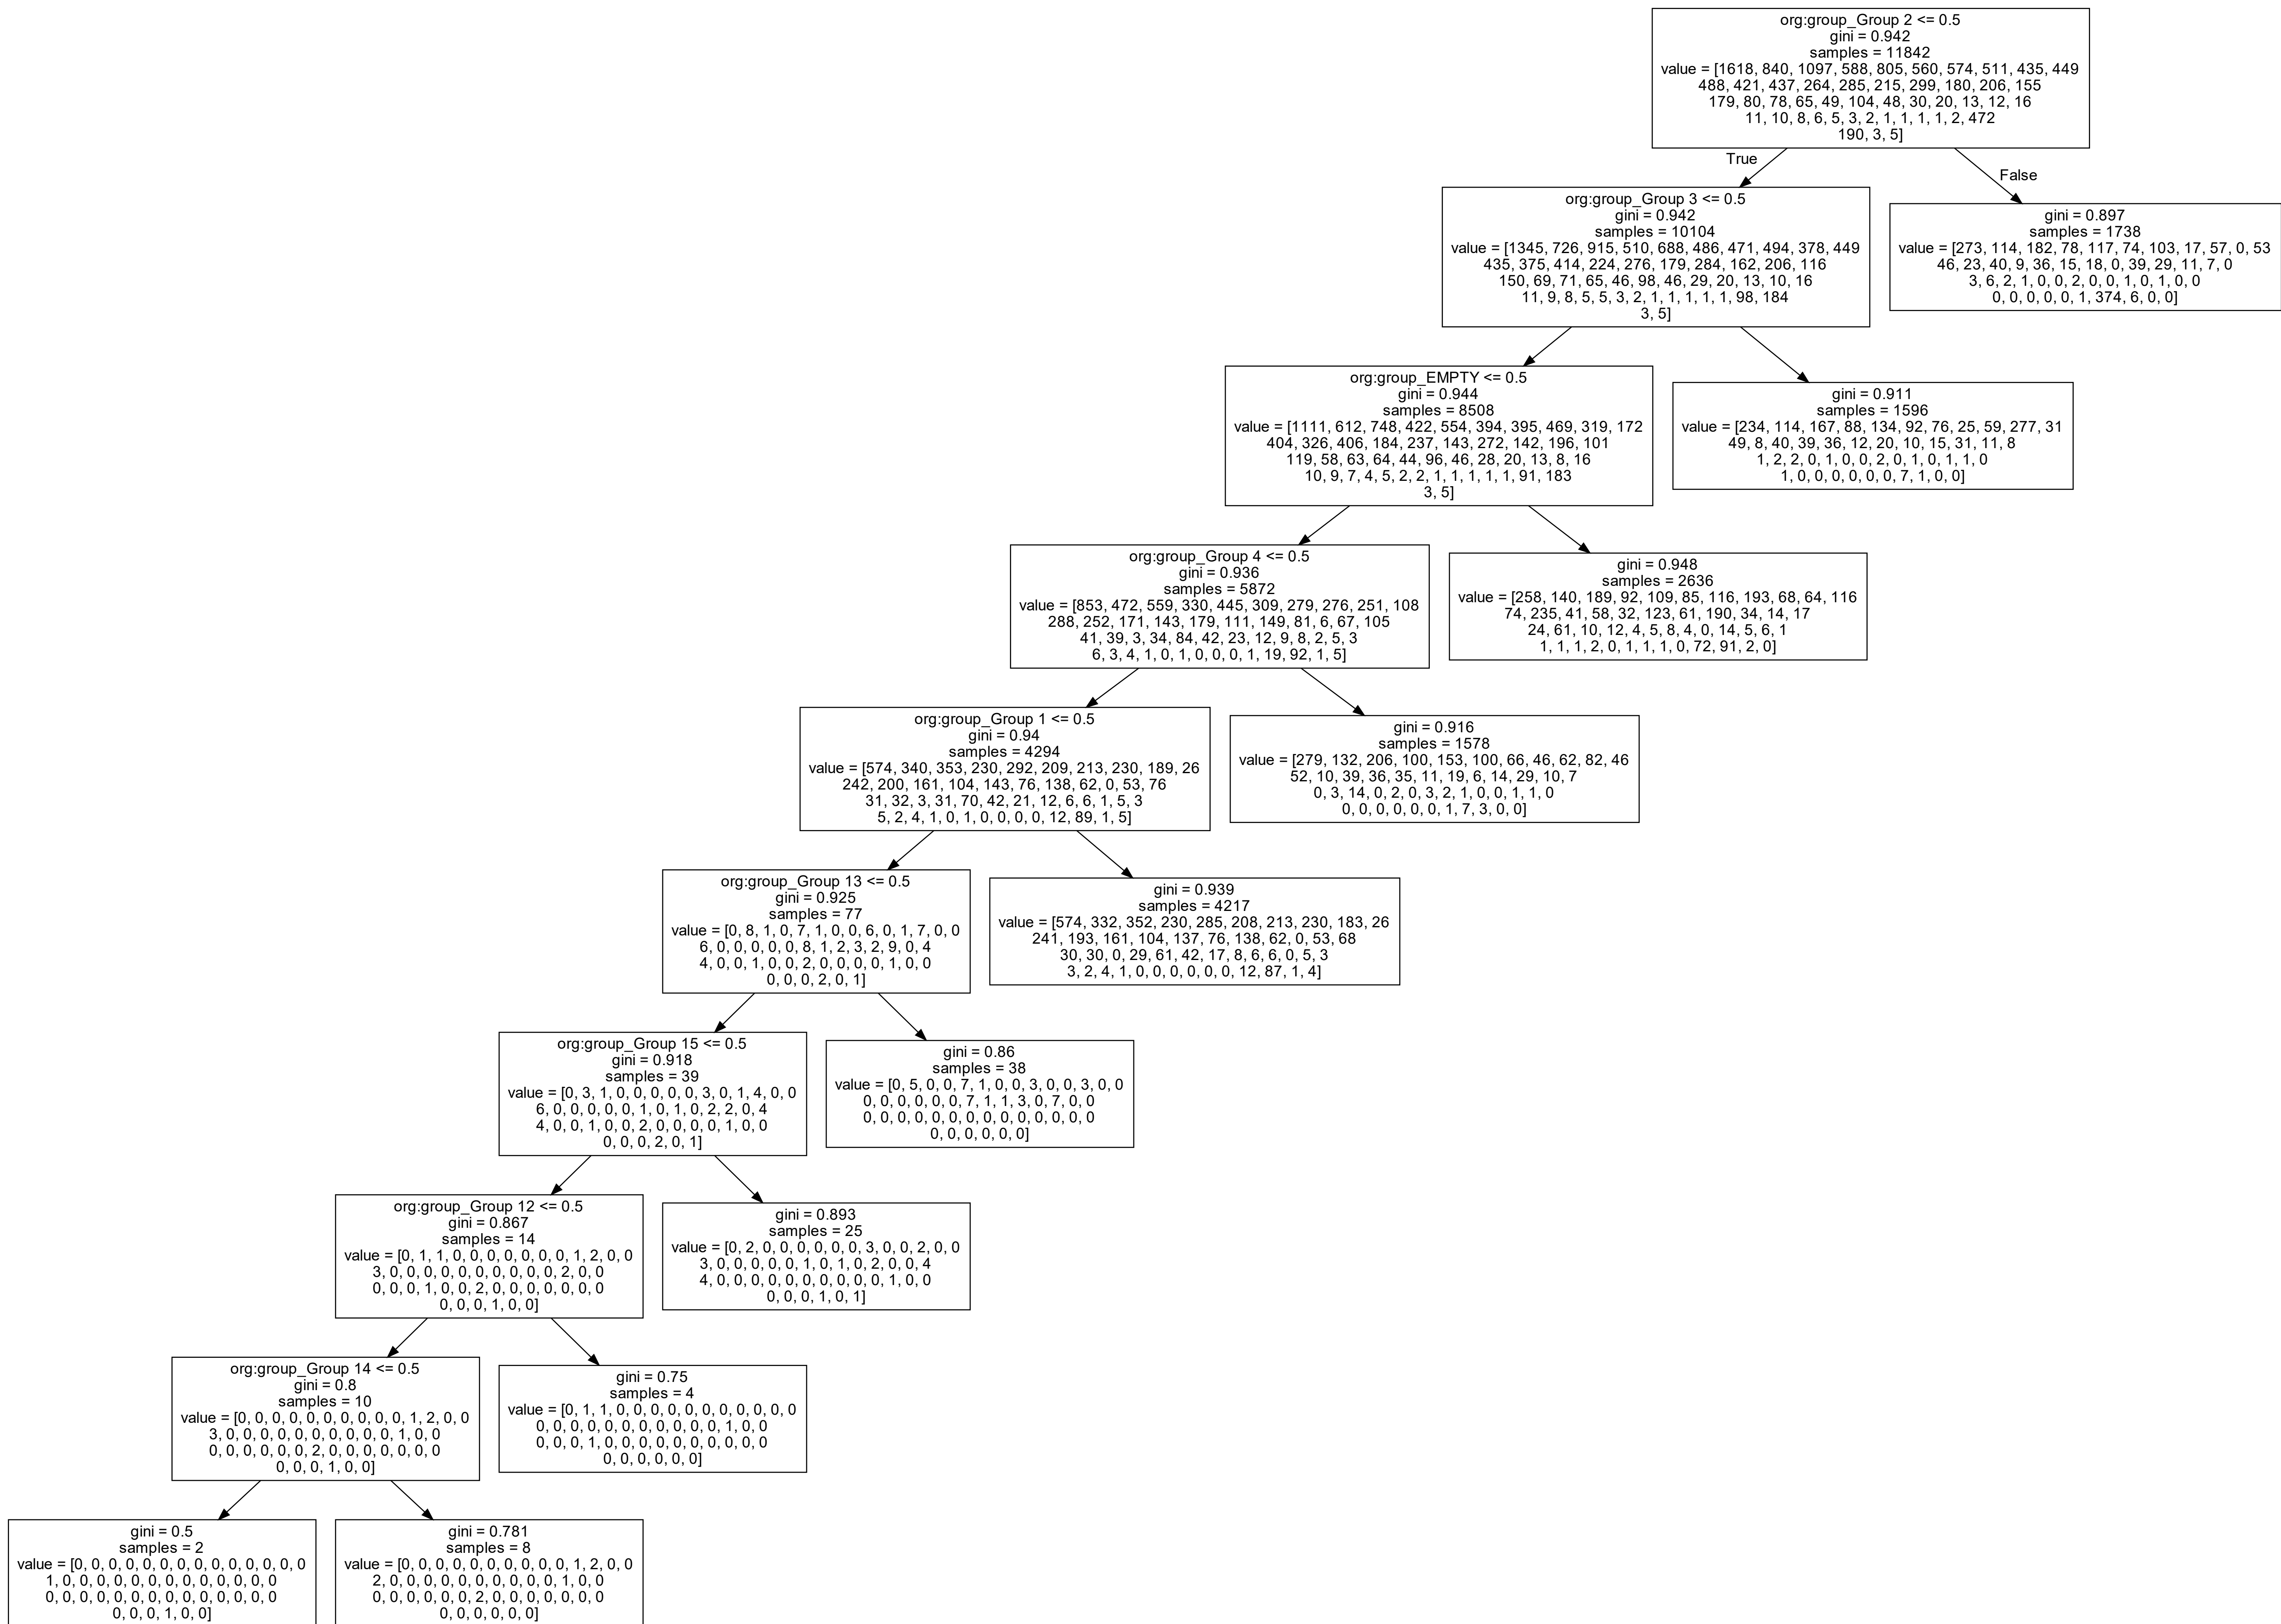 org:group_Group 2 <= 0.5
gini = 0.942
samples = 11842
value = [1618, 840, 1097, 588, 805, 560, 574, 511, 435, 449
488, 421, 437, 264, 285, 215, 299, 180, 206, 155
179, 80, 78, 65, 49, 104, 48, 30, 20, 13, 12, 16
11, 10, 8, 6, 5, 3, 2, 1, 1, 1, 1, 2, 472
190, 3, 5]
True
False
org:group_Group 3 <= 0.5
gini = 0.942
samples = 10104
value = [1345, 726, 915, 510, 688, 486, 471, 494, 378, 449
435, 375, 414, 224, 276, 179, 284, 162, 206, 116
150, 69, 71, 65, 46, 98, 46, 29, 20, 13, 10, 16
11, 9, 8, 5, 5, 3, 2, 1, 1, 1, 1, 1, 98, 184
3, 5]
gini = 0.897
samples = 1738
value = [273, 114, 182, 78, 117, 74, 103, 17, 57, 0, 53
46, 23, 40, 9, 36, 15, 18, 0, 39, 29, 11, 7, 0
3, 6, 2, 1, 0, 0, 2, 0, 0, 1, 0, 1, 0, 0
0, 0, 0, 0, 0, 1, 374, 6, 0, 0]
org:group_EMPTY <= 0.5
gini = 0.944
samples = 8508
value = [1111, 612, 748, 422, 554, 394, 395, 469, 319, 172
404, 326, 406, 184, 237, 143, 272, 142, 196, 101
119, 58, 63, 64, 44, 96, 46, 28, 20, 13, 8, 16
10, 9, 7, 4, 5, 2, 2, 1, 1, 1, 1, 1, 91, 183
3, 5]
gini = 0.911
samples = 1596
value = [234, 114, 167, 88, 134, 92, 76, 25, 59, 277, 31
49, 8, 40, 39, 36, 12, 20, 10, 15, 31, 11, 8
1, 2, 2, 0, 1, 0, 0, 2, 0, 1, 0, 1, 1, 0
1, 0, 0, 0, 0, 0, 0, 7, 1, 0, 0]
org:group_Group 4 <= 0.5
gini = 0.936
samples = 5872
value = [853, 472, 559, 330, 445, 309, 279, 276, 251, 108
288, 252, 171, 143, 179, 111, 149, 81, 6, 67, 105
41, 39, 3, 34, 84, 42, 23, 12, 9, 8, 2, 5, 3
6, 3, 4, 1, 0, 1, 0, 0, 0, 1, 19, 92, 1, 5]
gini = 0.948
samples = 2636
value = [258, 140, 189, 92, 109, 85, 116, 193, 68, 64, 116
74, 235, 41, 58, 32, 123, 61, 190, 34, 14, 17
24, 61, 10, 12, 4, 5, 8, 4, 0, 14, 5, 6, 1
1, 1, 1, 2, 0, 1, 1, 1, 0, 72, 91, 2, 0]
org:group_Group 1 <= 0.5
gini = 0.94
samples = 4294
value = [574, 340, 353, 230, 292, 209, 213, 230, 189, 26
242, 200, 161, 104, 143, 76, 138, 62, 0, 53, 76
31, 32, 3, 31, 70, 42, 21, 12, 6, 6, 1, 5, 3
5, 2, 4, 1, 0, 1, 0, 0, 0, 0, 12, 89, 1, 5]
gini = 0.916
samples = 1578
value = [279, 132, 206, 100, 153, 100, 66, 46, 62, 82, 46
52, 10, 39, 36, 35, 11, 19, 6, 14, 29, 10, 7
0, 3, 14, 0, 2, 0, 3, 2, 1, 0, 0, 1, 1, 0
0, 0, 0, 0, 0, 0, 1, 7, 3, 0, 0]
org:group_Group 13 <= 0.5
gini = 0.925
samples = 77
value = [0, 8, 1, 0, 7, 1, 0, 0, 6, 0, 1, 7, 0, 0
6, 0, 0, 0, 0, 0, 8, 1, 2, 3, 2, 9, 0, 4
4, 0, 0, 1, 0, 0, 2, 0, 0, 0, 0, 1, 0, 0
0, 0, 0, 2, 0, 1]
gini = 0.939
samples = 4217
value = [574, 332, 352, 230, 285, 208, 213, 230, 183, 26
241, 193, 161, 104, 137, 76, 138, 62, 0, 53, 68
30, 30, 0, 29, 61, 42, 17, 8, 6, 6, 0, 5, 3
3, 2, 4, 1, 0, 0, 0, 0, 0, 0, 12, 87, 1, 4]
org:group_Group 15 <= 0.5
gini = 0.918
samples = 39
value = [0, 3, 1, 0, 0, 0, 0, 0, 3, 0, 1, 4, 0, 0
6, 0, 0, 0, 0, 0, 1, 0, 1, 0, 2, 2, 0, 4
4, 0, 0, 1, 0, 0, 2, 0, 0, 0, 0, 1, 0, 0
0, 0, 0, 2, 0, 1]
gini = 0.86
samples = 38
value = [0, 5, 0, 0, 7, 1, 0, 0, 3, 0, 0, 3, 0, 0
0, 0, 0, 0, 0, 0, 7, 1, 1, 3, 0, 7, 0, 0
0, 0, 0, 0, 0, 0, 0, 0, 0, 0, 0, 0, 0, 0
0, 0, 0, 0, 0, 0]
org:group_Group 12 <= 0.5
gini = 0.867
samples = 14
value = [0, 1, 1, 0, 0, 0, 0, 0, 0, 0, 1, 2, 0, 0
3, 0, 0, 0, 0, 0, 0, 0, 0, 0, 0, 2, 0, 0
0, 0, 0, 1, 0, 0, 2, 0, 0, 0, 0, 0, 0, 0
0, 0, 0, 1, 0, 0]
gini = 0.893
samples = 25
value = [0, 2, 0, 0, 0, 0, 0, 0, 3, 0, 0, 2, 0, 0
3, 0, 0, 0, 0, 0, 1, 0, 1, 0, 2, 0, 0, 4
4, 0, 0, 0, 0, 0, 0, 0, 0, 0, 0, 1, 0, 0
0, 0, 0, 1, 0, 1]
org:group_Group 14 <= 0.5
gini = 0.8
samples = 10
value = [0, 0, 0, 0, 0, 0, 0, 0, 0, 0, 1, 2, 0, 0
3, 0, 0, 0, 0, 0, 0, 0, 0, 0, 0, 1, 0, 0
0, 0, 0, 0, 0, 0, 2, 0, 0, 0, 0, 0, 0, 0
0, 0, 0, 1, 0, 0]
gini = 0.75
samples = 4
value = [0, 1, 1, 0, 0, 0, 0, 0, 0, 0, 0, 0, 0, 0
0, 0, 0, 0, 0, 0, 0, 0, 0, 0, 0, 1, 0, 0
0, 0, 0, 1, 0, 0, 0, 0, 0, 0, 0, 0, 0, 0
0, 0, 0, 0, 0, 0]
gini = 0.5
samples = 2
value = [0, 0, 0, 0, 0, 0, 0, 0, 0, 0, 0, 0, 0, 0
1, 0, 0, 0, 0, 0, 0, 0, 0, 0, 0, 0, 0, 0
0, 0, 0, 0, 0, 0, 0, 0, 0, 0, 0, 0, 0, 0
0, 0, 0, 1, 0, 0]
gini = 0.781
samples = 8
value = [0, 0, 0, 0, 0, 0, 0, 0, 0, 0, 1, 2, 0, 0
2, 0, 0, 0, 0, 0, 0, 0, 0, 0, 0, 1, 0, 0
0, 0, 0, 0, 0, 0, 2, 0, 0, 0, 0, 0, 0, 0
0, 0, 0, 0, 0, 0]